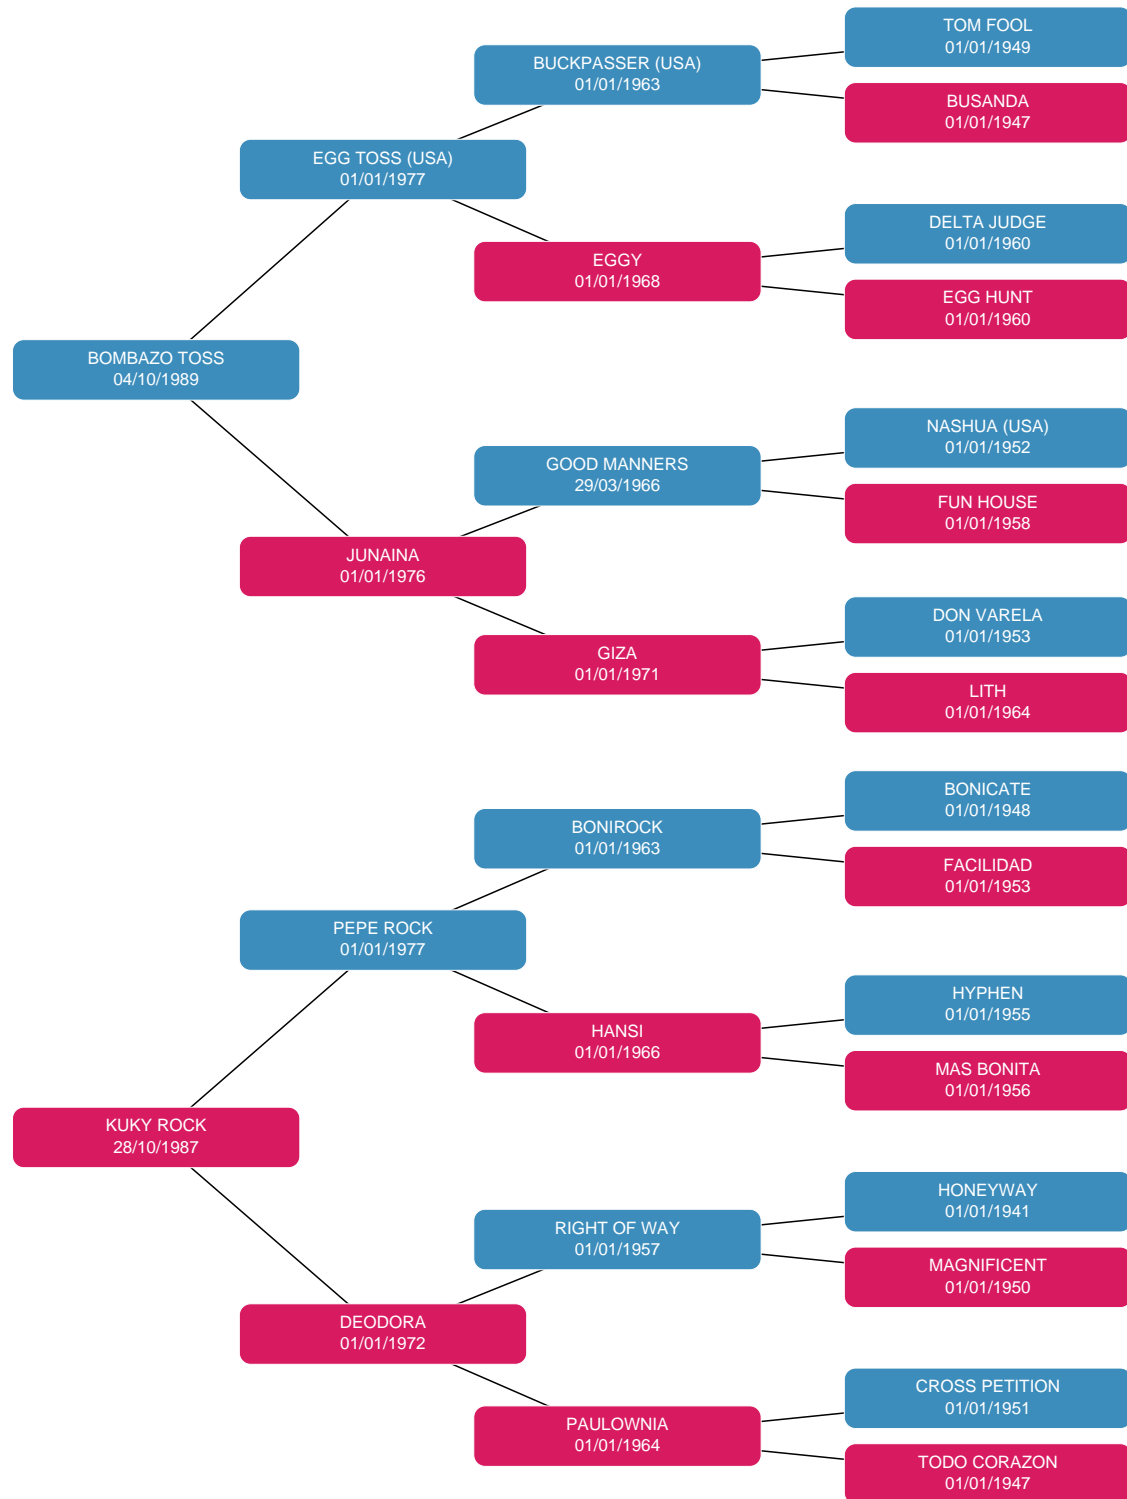 TOM FOOL
01/01/1949
BUCKPASSER (USA)
01/01/1963
BUSANDA
01/01/1947
EGG TOSS (USA)
01/01/1977
DELTA JUDGE
01/01/1960
EGGY
01/01/1968
EGG HUNT
01/01/1960
BOMBAZO TOSS
04/10/1989
NASHUA (USA)
01/01/1952
GOOD MANNERS
29/03/1966
FUN HOUSE
01/01/1958
JUNAINA
01/01/1976
DON VARELA
01/01/1953
GIZA
01/01/1971
LITH
01/01/1964
BONICATE
01/01/1948
BONIROCK
01/01/1963
FACILIDAD
01/01/1953
PEPE ROCK
01/01/1977
HYPHEN
01/01/1955
HANSI
01/01/1966
MAS BONITA
01/01/1956
KUKY ROCK
28/10/1987
HONEYWAY
01/01/1941
RIGHT OF WAY
01/01/1957
MAGNIFICENT
01/01/1950
DEODORA
01/01/1972
CROSS PETITION
01/01/1951
PAULOWNIA
01/01/1964
TODO CORAZON
01/01/1947